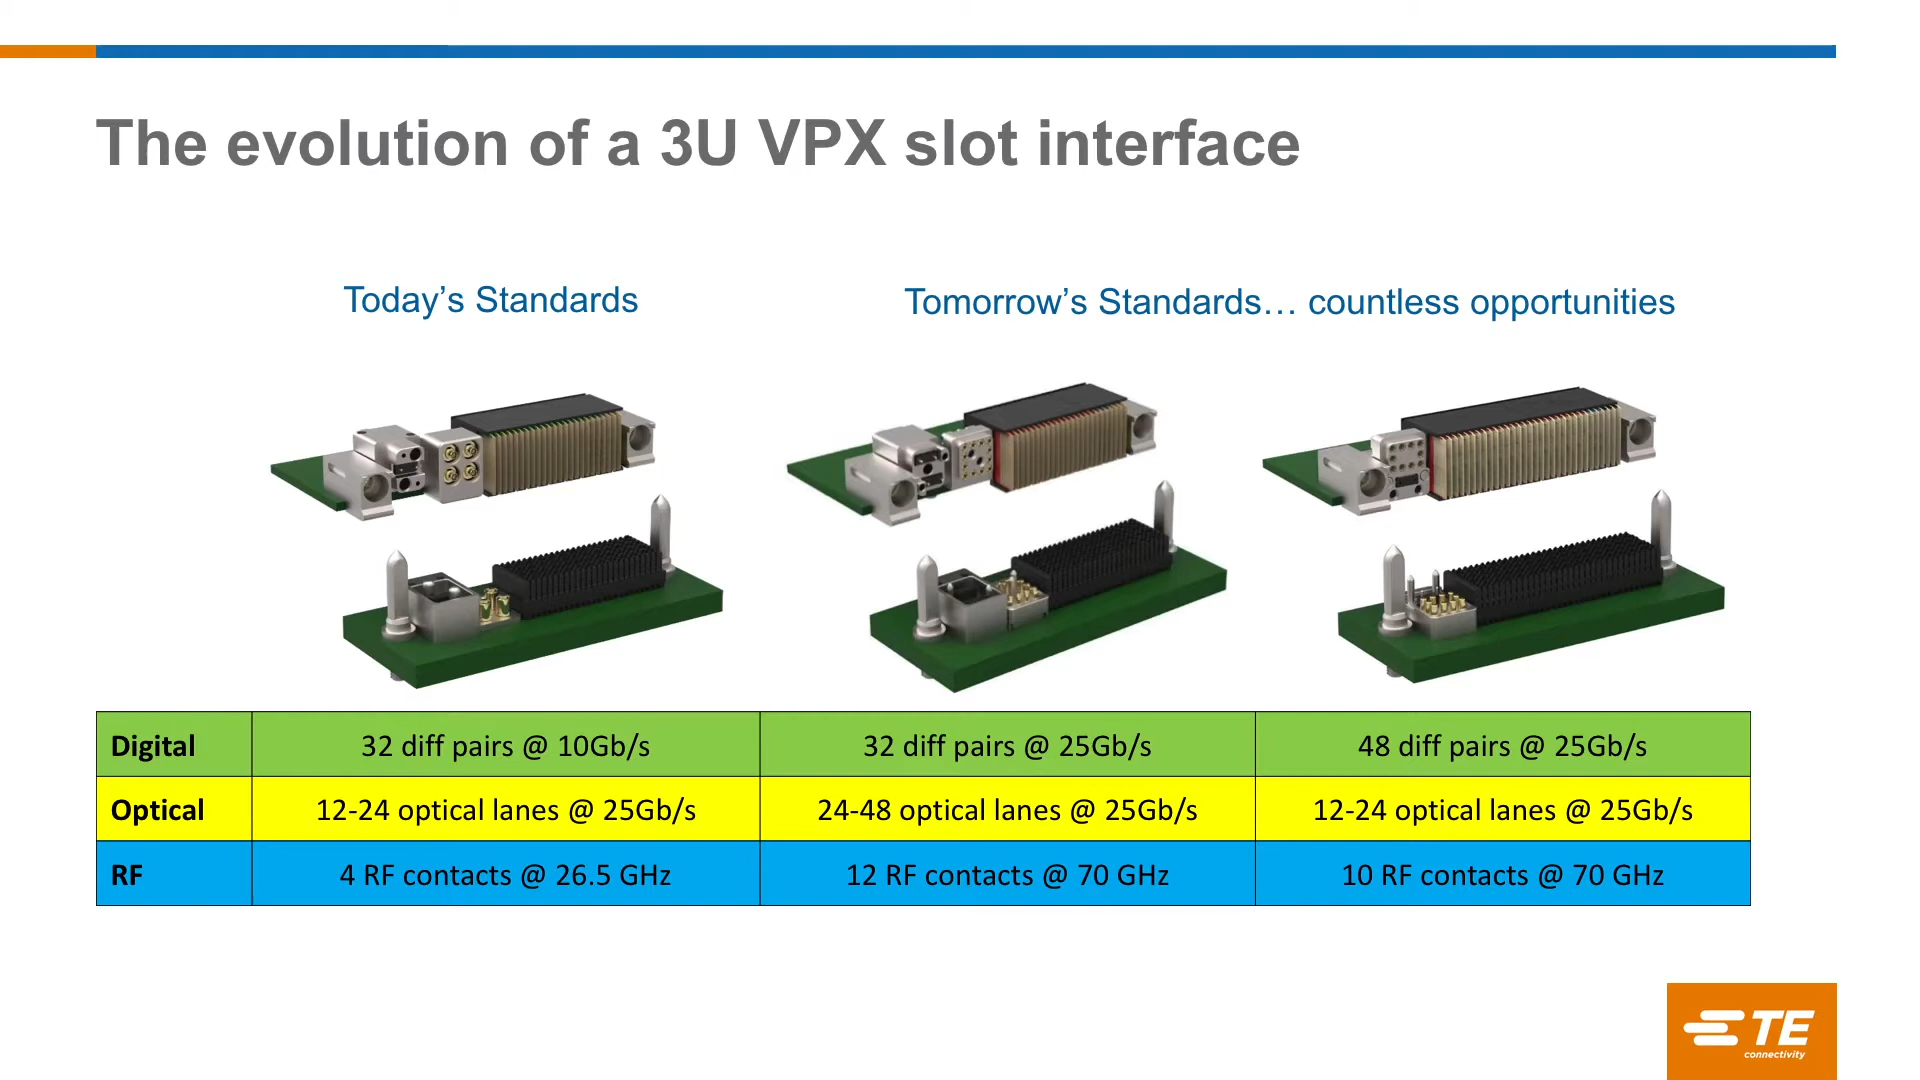 The evolution of a 3U VPX slot interface
Today’s Standards
Tomorrow’s Standards… countless opportunities
Digital 32 diff pairs @ 10Gb/s 32 diff pairs @ 25Gb/s 48 diff pairs @ 25Gb/s
Optical 12-24 optical lanes @ 25Gb/s 24-48 optical lanes @ 25Gb/s 12-24 optical lanes @ 25Gb/s
RF 4 RF contacts @ 26.5 GHz 12 RF contacts @ 70 GHz 10 RF contacts @ 70 GHz
TE
connectivity